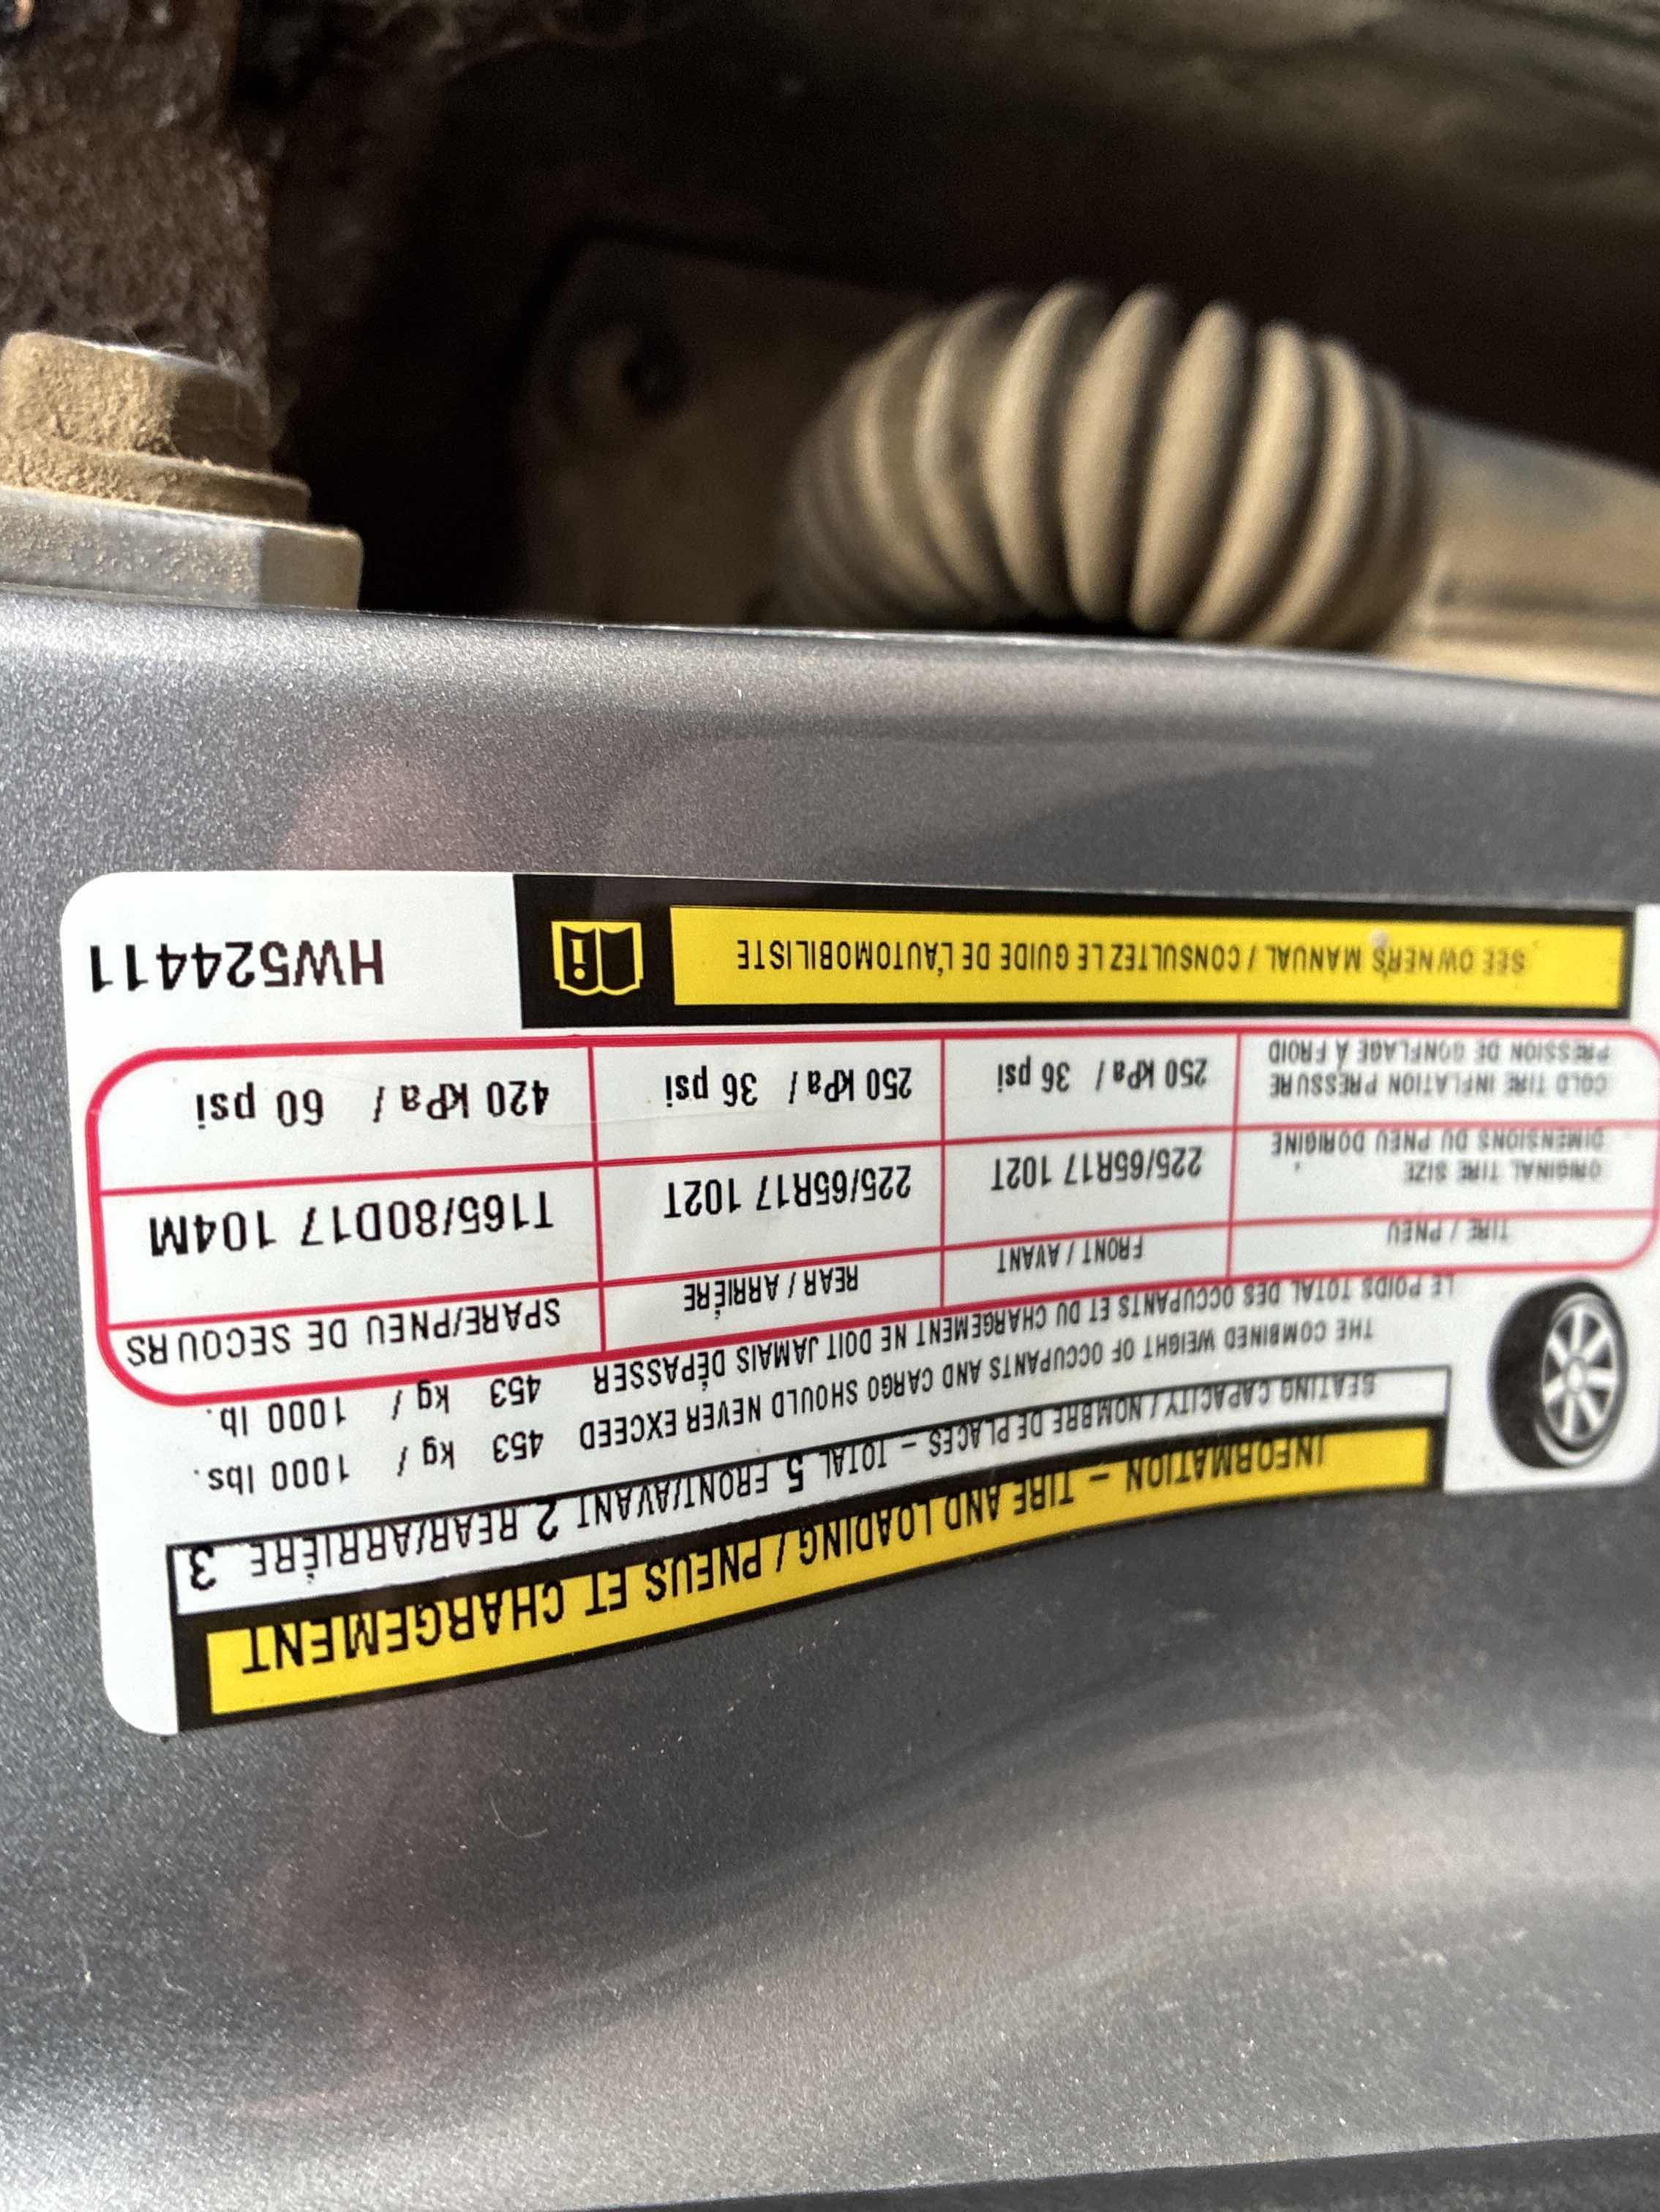 INFORMATION – TIRE AND LOADING / PNEUS ET CHARGEMENT
SEATING CAPACITY / NOMBRE DE PLACES – TOTAL 5 FRONT/AVANT 2 REAR/ARRIÈRE 3
THE COMBINED WEIGHT OF OCCUPANTS AND CARGO SHOULD NEVER EXCEED 453 kg / 1000 lbs.
LE POIDS TOTAL DES OCCUPANTS ET DU CHARGEMENT NE DOIT JAMAIS DÉPASSER 453 kg / 1000 lb.
TIRE / PNEU FRONT / AVANT REAR / ARRIÈRE SPARE/PNEU DE SECOURS
ORIGINAL TIRE SIZE
DIMENSIONS DU PNEU DORIGINE 225/65R17 102T 225/65R17 102T T165/80D17 104M
COLD TIRE INFLATION PRESSURE
PRESSION DE GONFLAGE À FROID 250 kPa / 36 psi 250 kPa / 36 psi 420 kPa / 60 psi
SEE OWNER'S MANUAL / CONSULTEZ LE GUIDE DE L'AUTOMOBILISTE
HW524411